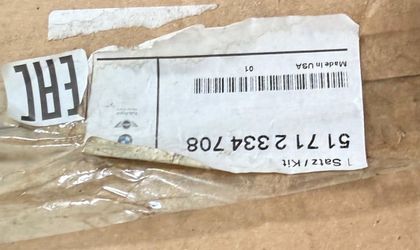 1 Satz / Kit
51 71 2 334 708
01
Made in USA
EAC